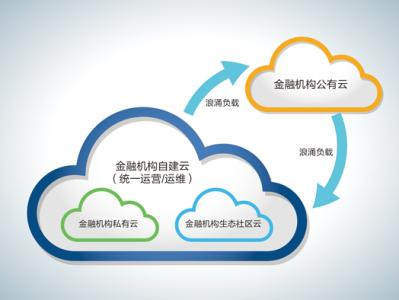 金融机构公有云
浪涌负载
浪涌负载
金融机构自建云
（统一运营/运维）
金融机构私有云
金融机构生态社区云